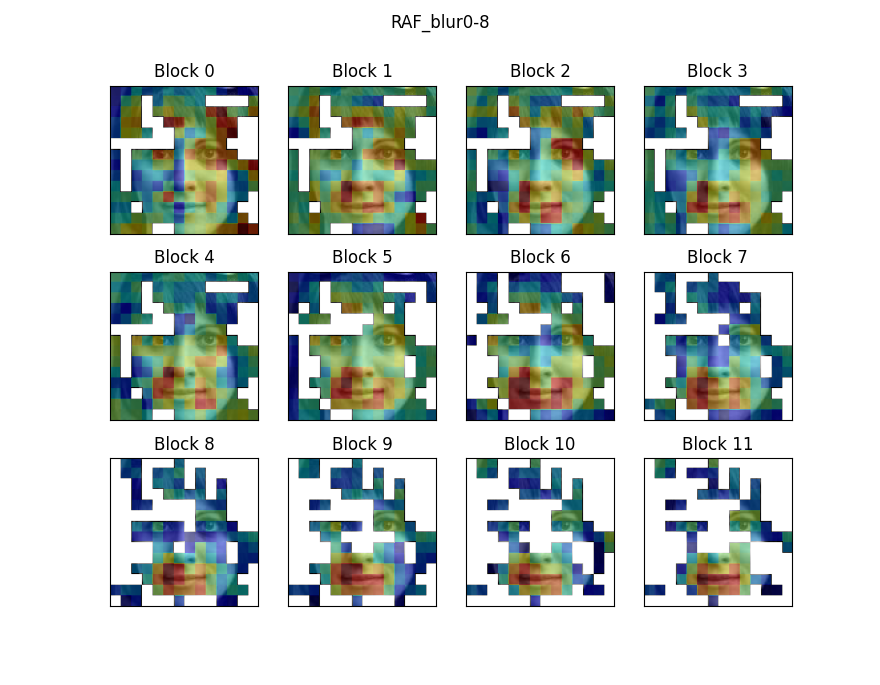 RAF_blur0-8
Block 0
Block 1
Block 2
Block 3
Block 4
Block 5
Block 6
Block 7
Block 8
Block 9
Block 10
Block 11